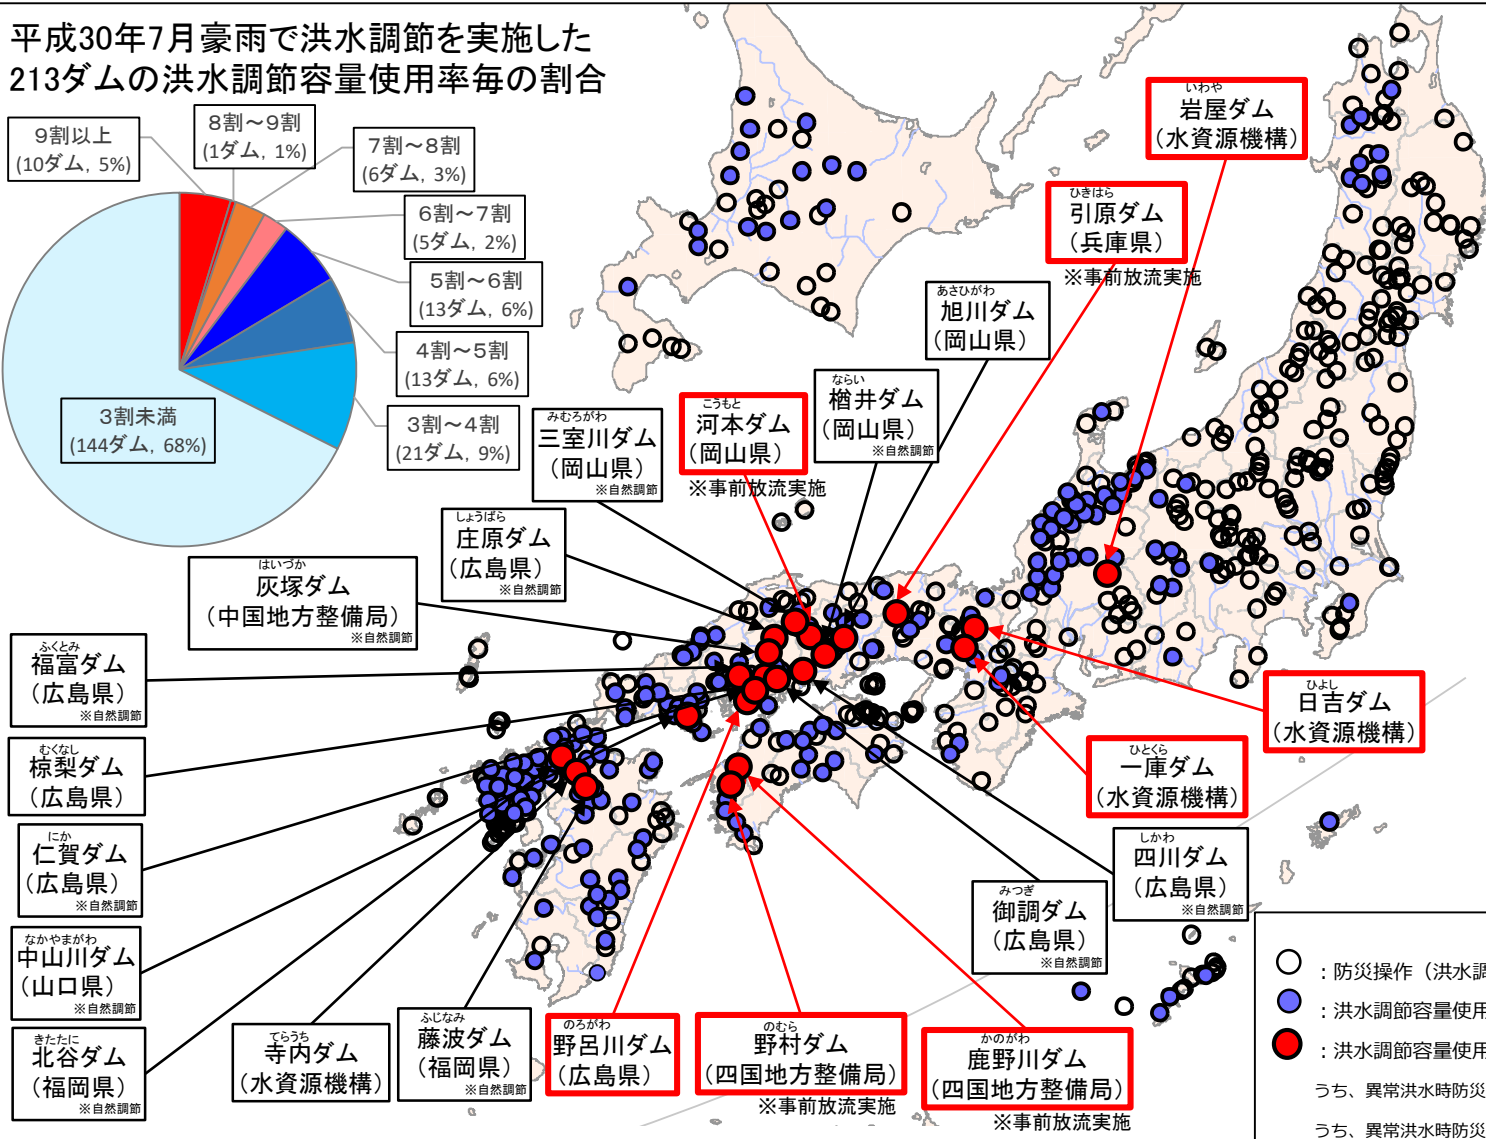 平成30年7月豪雨で洪水調節を実施した
213ダムの洪水調節容量使用率毎の割合
9割以上
(10ダム, 5%)
8割～9割
(1ダム, 1%)
7割～8割
(6ダム, 3%)
6割～7割
(5ダム, 2%)
5割～6割
(13ダム, 6%)
4割～5割
(13ダム, 6%)
3割～4割
(21ダム, 9%)
3割未満
(144ダム, 68%)
いわや
岩屋ダム
(水資源機構)
ひきはら
引原ダム
(兵庫県)
※事前放流実施
あさひがわ
旭川ダム
(岡山県)
ならい
楢井ダム
(岡山県)
※自然調節
こうもと
河本ダム
(岡山県)
※事前放流実施
みむろがわ
三室川ダム
(岡山県)
※自然調節
しょうばら
庄原ダム
(広島県)
※自然調節
はいづか
灰塚ダム
(中国地方整備局)
※自然調節
ふくとみ
福富ダム
(広島県)
※自然調節
むくなし
椋梨ダム
(広島県)
にか
仁賀ダム
(広島県)
※自然調節
なかやまがわ
中山川ダム
(山口県)
※自然調節
きたたに
北谷ダム
(福岡県)
※自然調節
てらうち
寺内ダム
(水資源機構)
ふじなみ
藤波ダム
(福岡県)
※自然調節
のろがわ
野呂川ダム
(広島県)
のむら
野村ダム
(四国地方整備局)
※事前放流実施
かのがわ
鹿野川ダム
(四国地方整備局)
※事前放流実施
みつぎ
御調ダム
(広島県)
※自然調節
しかわ
四川ダム
(広島県)
※自然調節
ひとくら
一庫ダム
(水資源機構)
ひよし
日吉ダム
(水資源機構)
：防災操作（洪水調
：洪水調節容量使用
：洪水調節容量使用
うち、異常洪水時防災
うち、異常洪水時防災